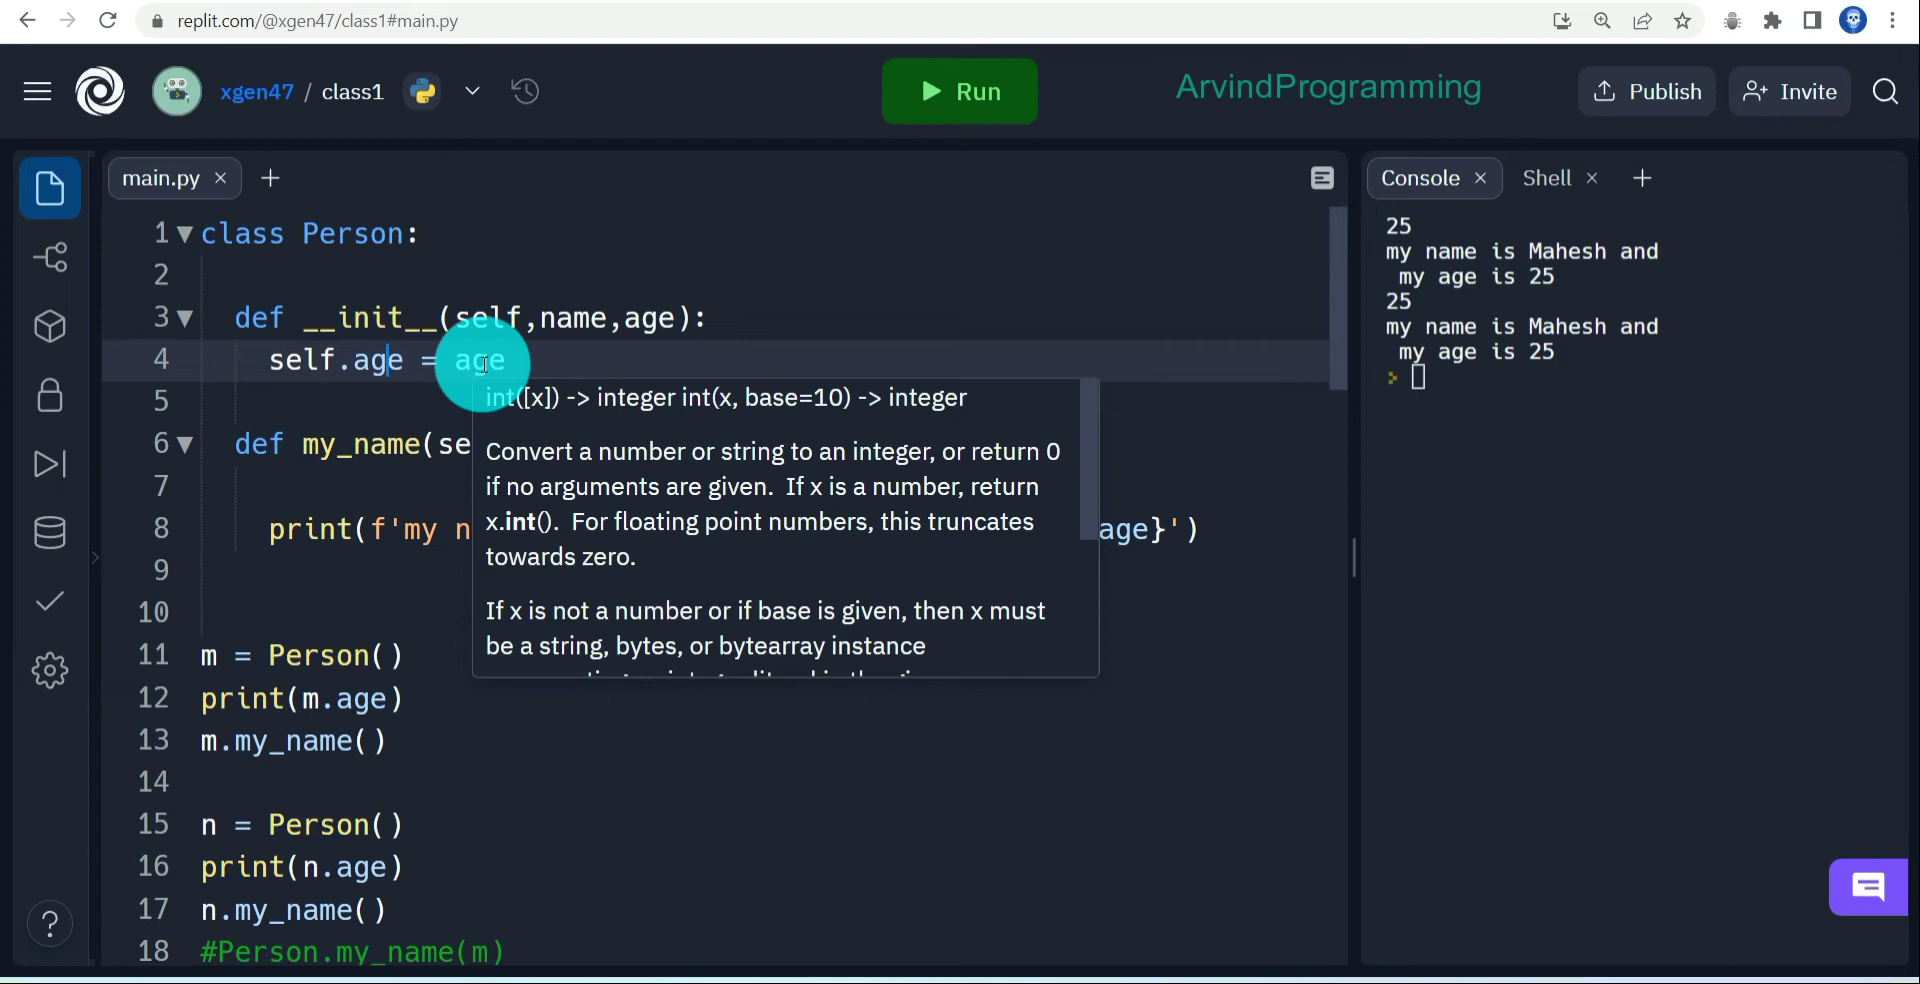 replit.com/@xgen47/class1#main.py
xgen47 / class1
Run
ArvindProgramming
Publish
Invite
main.py ×
Console ×
Shell ×
1 class Person:
2
3 def __init__(self,name,age):
4 self.age = age
5
6 def my_name(se
7
8 print(f'my n age}')
9
10
11 m = Person()
12 print(m.age)
13 m.my_name()
14
15 n = Person()
16 print(n.age)
17 n.my_name()
18 #Person.my_name(m)
int([x]) -> integer int(x, base=10) -> integer
Convert a number or string to an integer, or return 0
if no arguments are given. If x is a number, return
x.int(). For floating point numbers, this truncates
towards zero.
If x is not a number or if base is given, then x must
be a string, bytes, or bytearray instance
25
my name is Mahesh and
my age is 25
25
my name is Mahesh and
my age is 25
?